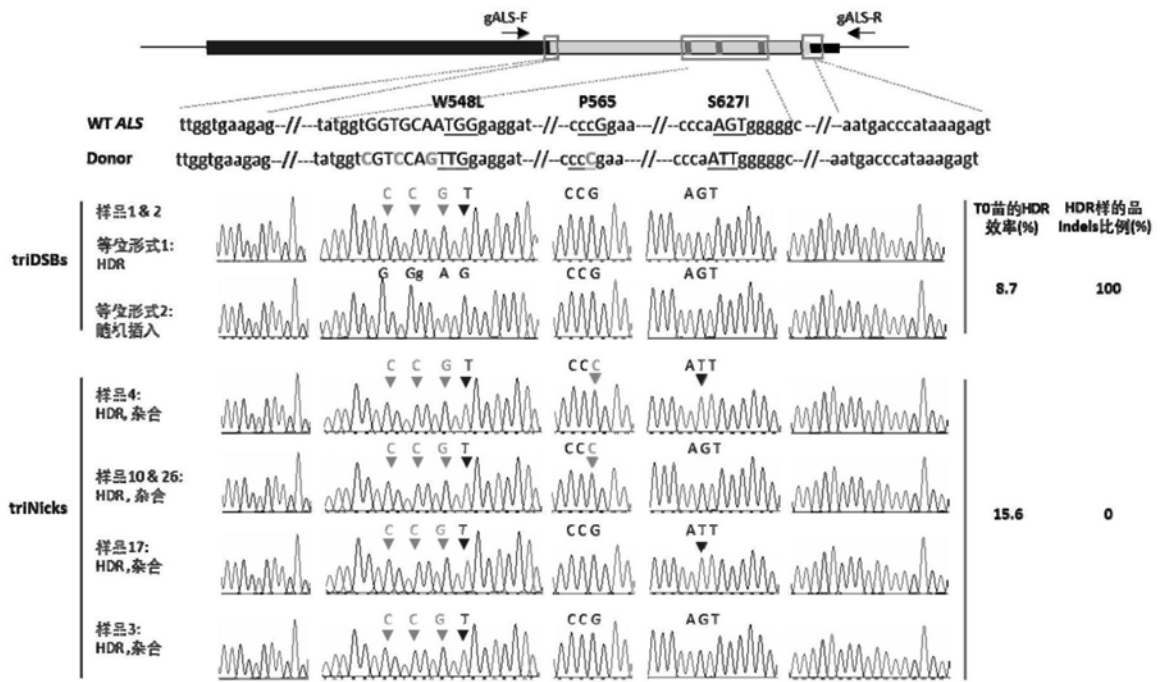 gALS-F
gALS-R
W548L P565 S627I
WT ALS ttggtgaagag--//---tatggtGGTGCAATGGgaggat--//--cccGgaa --//---cccaAGTgggggc--//--aatgacccataaagagt
Donor ttggtgaagag--//---tatggtCGTCCAGTTGgaggat--//--cccCgaa ---//---cccaATTgggggc--//--aatgacccataaagagt
样品1 & 2
等位形式1:
HDR
C C G T CCG AGT
T0苗的HDR
效率(%)
HDR样的品
Indels比例(%)
triDSBs
G Gg A G CCG AGT
等位形式2:
随机插入
8.7 100
triNicks
样品4:
HDR, 杂合
C C G T CCC ATT
样品10 & 26:
HDR, 杂合
C C G T CCC AGT
15.6 0
样品17:
HDR,杂合
C C G T CCG ATT
样品3:
HDR,杂合
C C G T CCG AGT